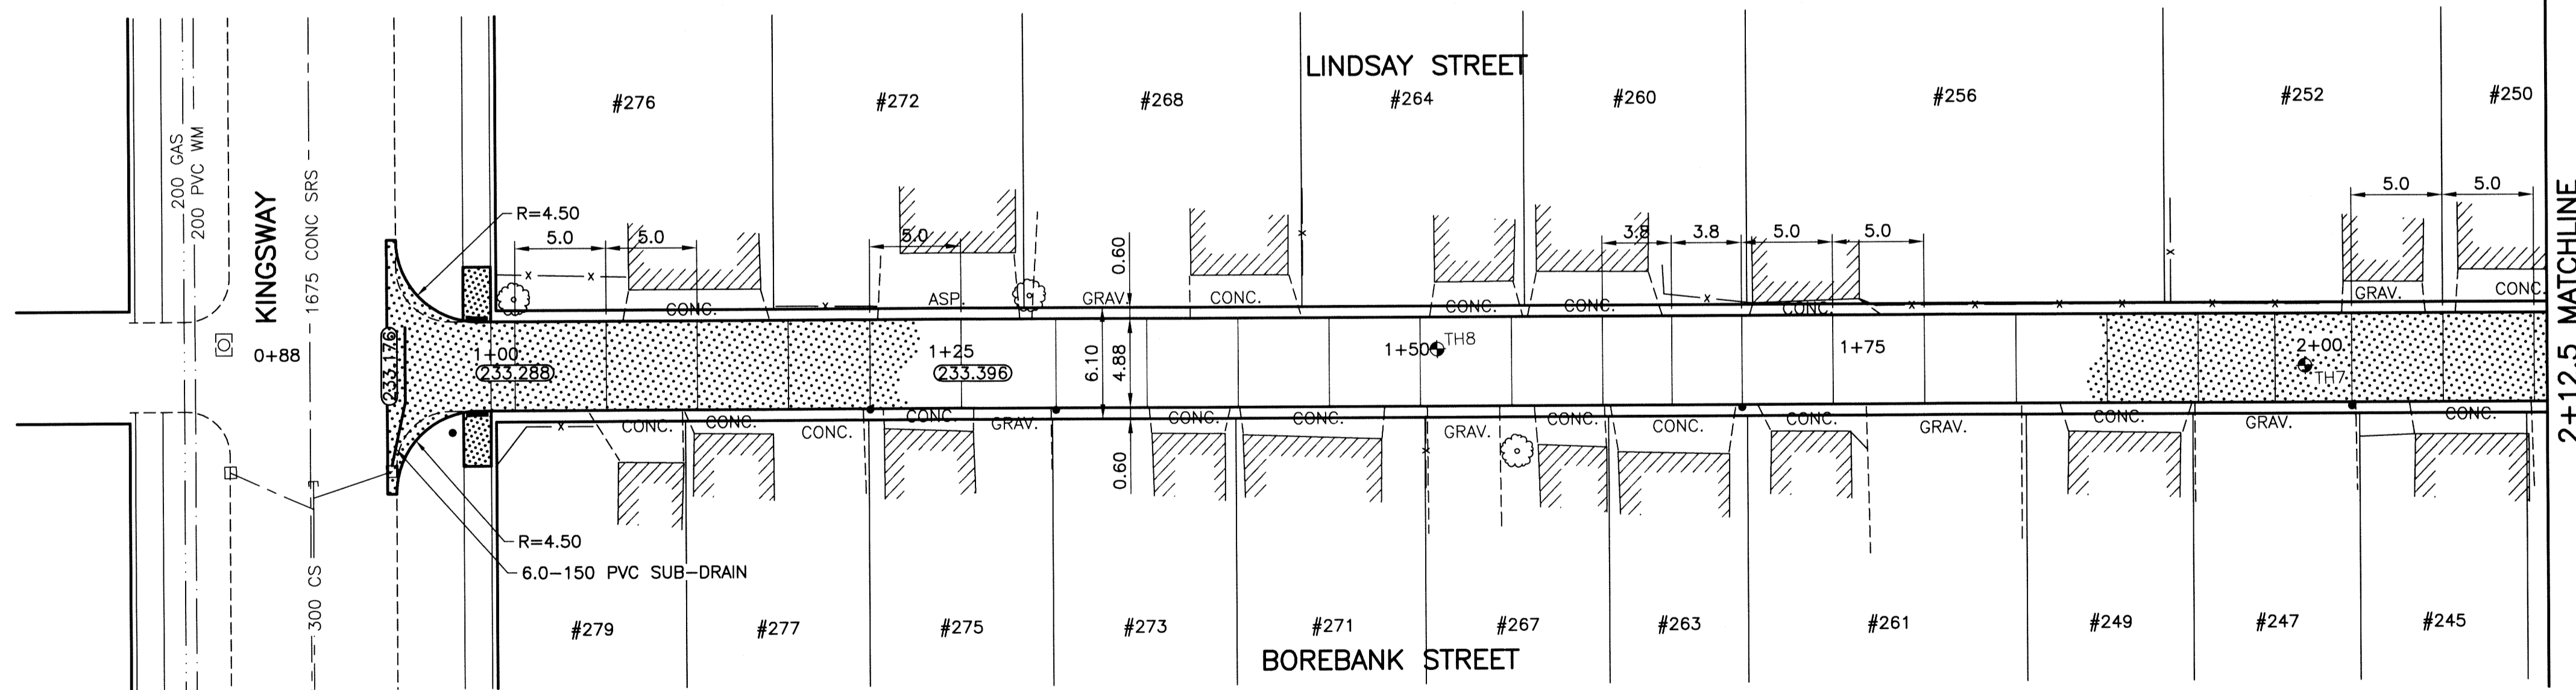 LINDSAY STREET
#276
#272
#268
#264
#260
#256
#252
#250
200 GAS
200 PVC WM
KINGSWAY
1675 CONC SRS
300 CS
R=4.50
5.0
5.0
5.0
0.60
3.8
3.8
5.0
5.0
5.0
5.0
CONC.
ASP.
GRAV.
CONC.
CONC.
CONC.
CONC.
GRAV.
CONC.
0+88
233.176
1+00
233.288
1+25
233.396
6.10
4.88
1+50
TH8
1+75
2+00
TH7
2+12.5 MATCHLINE
CONC.
CONC.
CONC.
CONC.
GRAV.
0.60
CONC.
CONC.
GRAV.
CONC.
CONC.
CONC.
GRAV.
CONC.
GRAV.
CONC.
R=4.50
6.0-150 PVC SUB-DRAIN
#279
#277
#275
#273
#271
#267
#263
#261
#249
#247
#245
BOREBANK STREET